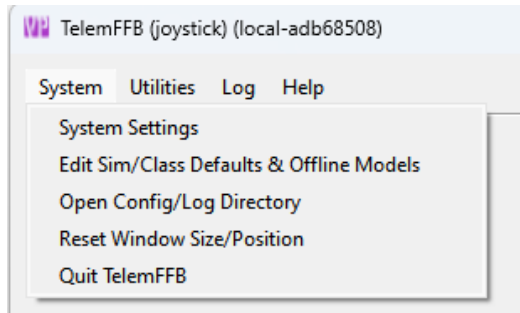 VP TelemFFB (joystick) (local-adb68508)
System Utilities Log Help
System Settings
Edit Sim/Class Defaults & Offline Models
Open Config/Log Directory
Reset Window Size/Position
Quit TelemFFB